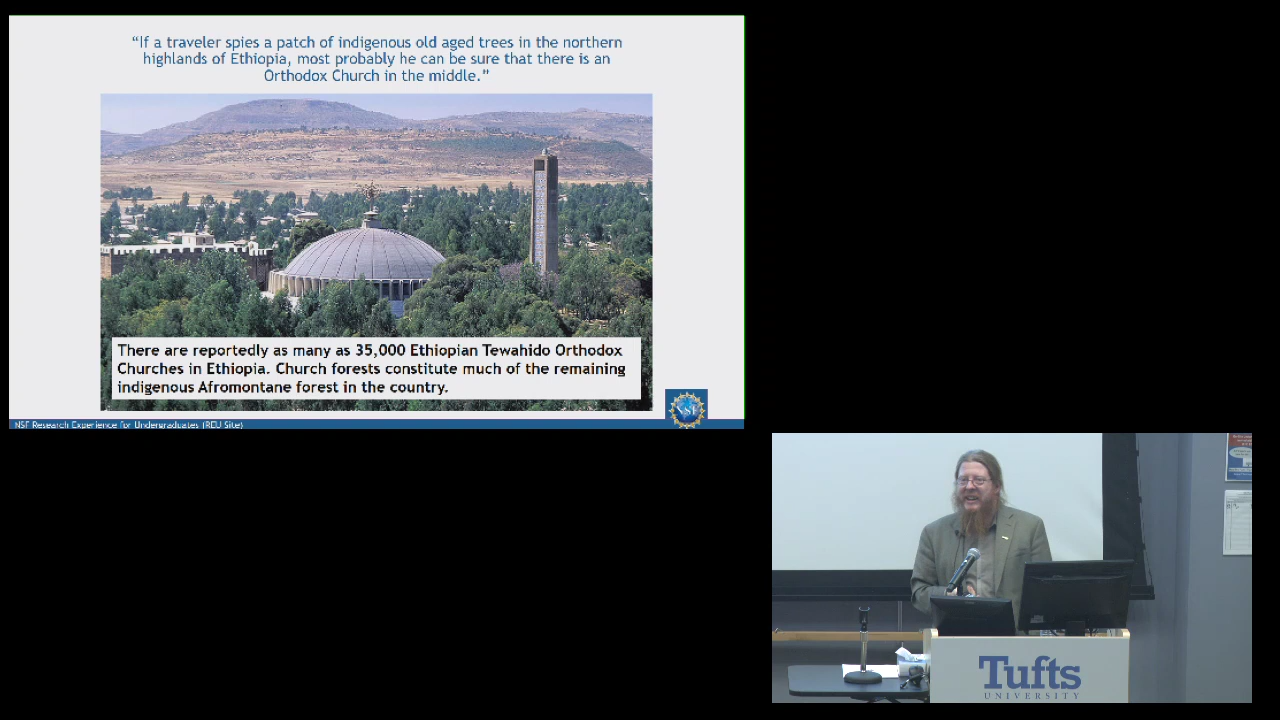 “If a traveler spies a patch of indigenous old aged trees in the northern
highlands of Ethiopia, most probably he can be sure that there is an
Orthodox Church in the middle.”
There are reportedly as many as 35,000 Ethiopian Tewahido Orthodox
Churches in Ethiopia. Church forests constitute much of the remaining
indigenous Afromontane forest in the country.
NSF
NSF Research Experience for Undergraduates (REU Site)
Tufts
UNIVERSITY